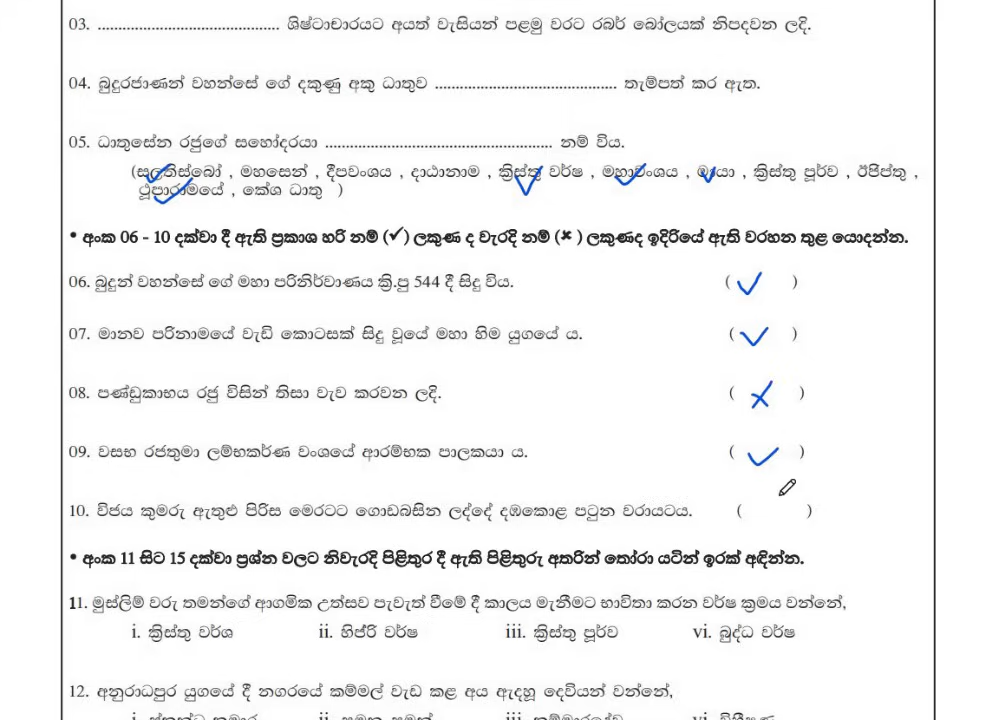 03. ............................................ ශිෂ්ටාචාරයට අයත් වැසියන් පළමු වරට රබර් බෝලයක් නිපදවන ලදි.
04. බුදුරජාණන් වහන්සේ ගේ දකුණු අකු ධාතුව ............................................ තැම්පත් කර ඇත.
05. ධාතුසේන රජුගේ සහෝදරයා ....................................................... නම් විය.
(සුලතිස්බෝ , මහසෙන් , දීපවංශය , දාඨානාම , ක්‍රිස්තු වර්ෂ , මහාවංශය , මායා , ක්‍රිස්තු පූර්ව , ඊජිප්තු ,
ථූපාරාමයේ , කේශ ධාතු )
• අංක 06 - 10 දක්වා දී ඇති ප්‍රකාශ හරි නම් (✓) ලකුණ ද වැරදි නම් (✗) ලකුණද ඉදිරියේ ඇති වරහන තුළ යොදන්න.
06. බුදුන් වහන්සේ ගේ මහා පරිනිර්වාණය ක්‍රි.පු 544 දී සිදු විය. ( ✓ )
07. මානව පරිනාමයේ වැඩි කොටසක් සිදු වූයේ මහා හිම යුගයේ ය. ( ✓ )
08. පණ්ඩුකාභය රජු විසින් තිසා වැව කරවන ලදි. ( ✗ )
09. වසභ රජතුමා ලම්භකර්ණ වංශයේ ආරම්භක පාලකයා ය. ( ✓ )
10. විජය කුමරු ඇතුළු පිරිස මෙරටට ගොඩබසින ලද්දේ දඹකොළ පටුන වරායටය. ( )
• අංක 11 සිට 15 දක්වා ප්‍රශ්න වලට නිවැරදි පිළිතුර දී ඇති පිළිතුරු අතරින් තෝරා යටින් ඉරක් අඳින්න.
11. මුස්ලිම් වරු තමන්ගේ ආගමික උත්සව පැවැත් වීමේ දී කාලය මැනීමට භාවිතා කරන වර්ෂ ක්‍රමය වන්නේ,
i. ක්‍රිස්තු වර්ශ ii. හිජ්රි වර්ෂ iii. ක්‍රිස්තු පූර්ව vi. බුද්ධ වර්ෂ
12. අනුරාධපුර යුගයේ දී නගරයේ කම්මල් වැඩ කළ අය ඇදහූ දෙවියන් වන්නේ,